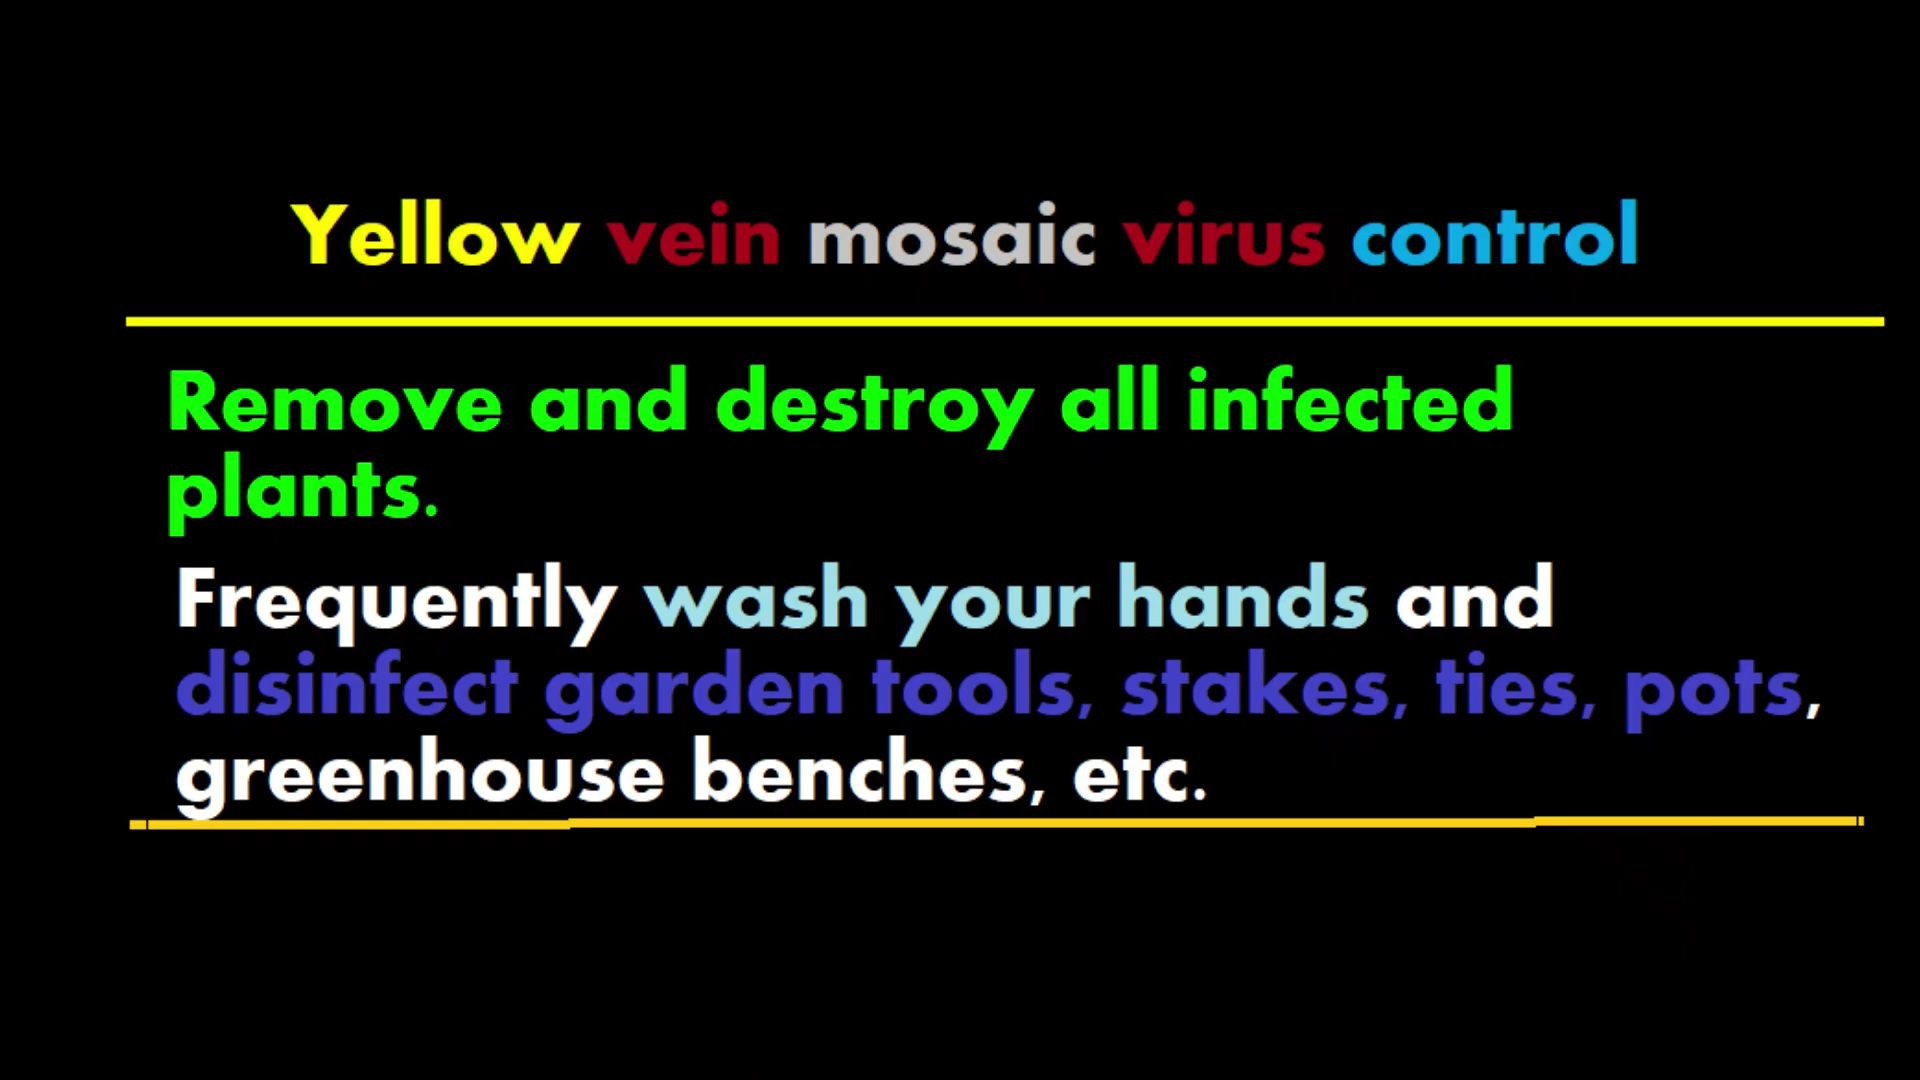 Yellow vein mosaic virus control
Remove and destroy all infected
plants.
Frequently wash your hands and
disinfect garden tools, stakes, ties, pots,
greenhouse benches, etc.